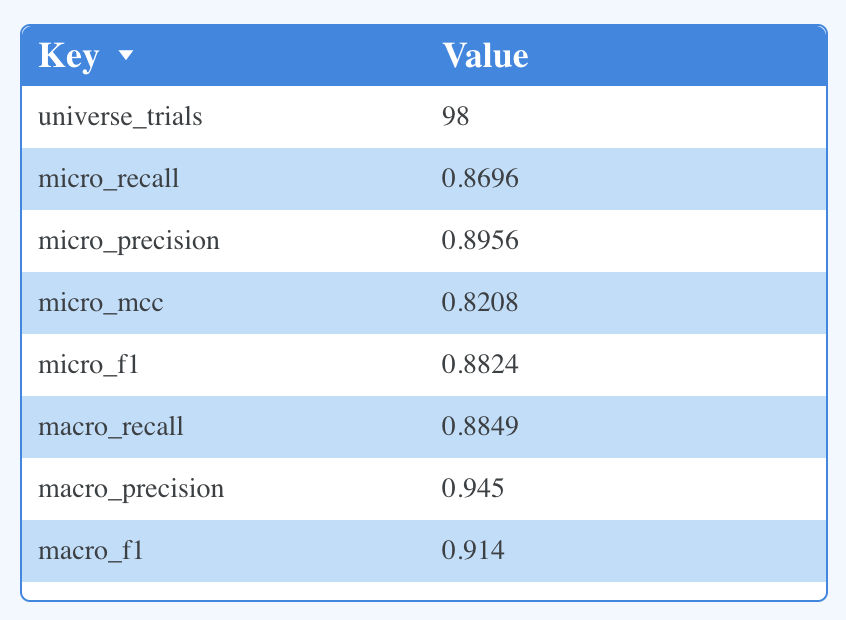 Key ▼ Value
universe_trials 98
micro_recall 0.8696
micro_precision 0.8956
micro_mcc 0.8208
micro_f1 0.8824
macro_recall 0.8849
macro_precision 0.945
macro_f1 0.914